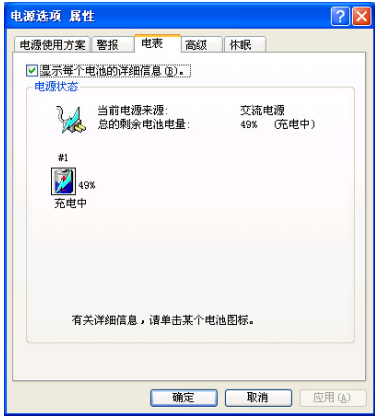 电源选项 属性
电源使用方案 警报 电表 高级 休眠
显示每个电池的详细信息(D)。
电源状态
当前电源来源: 交流电源
总的剩余电池电量: 49% (充电中)
#1
49%
充电中
有关详细信息，请单击某个电池图标。
确定 取消 应用(A)